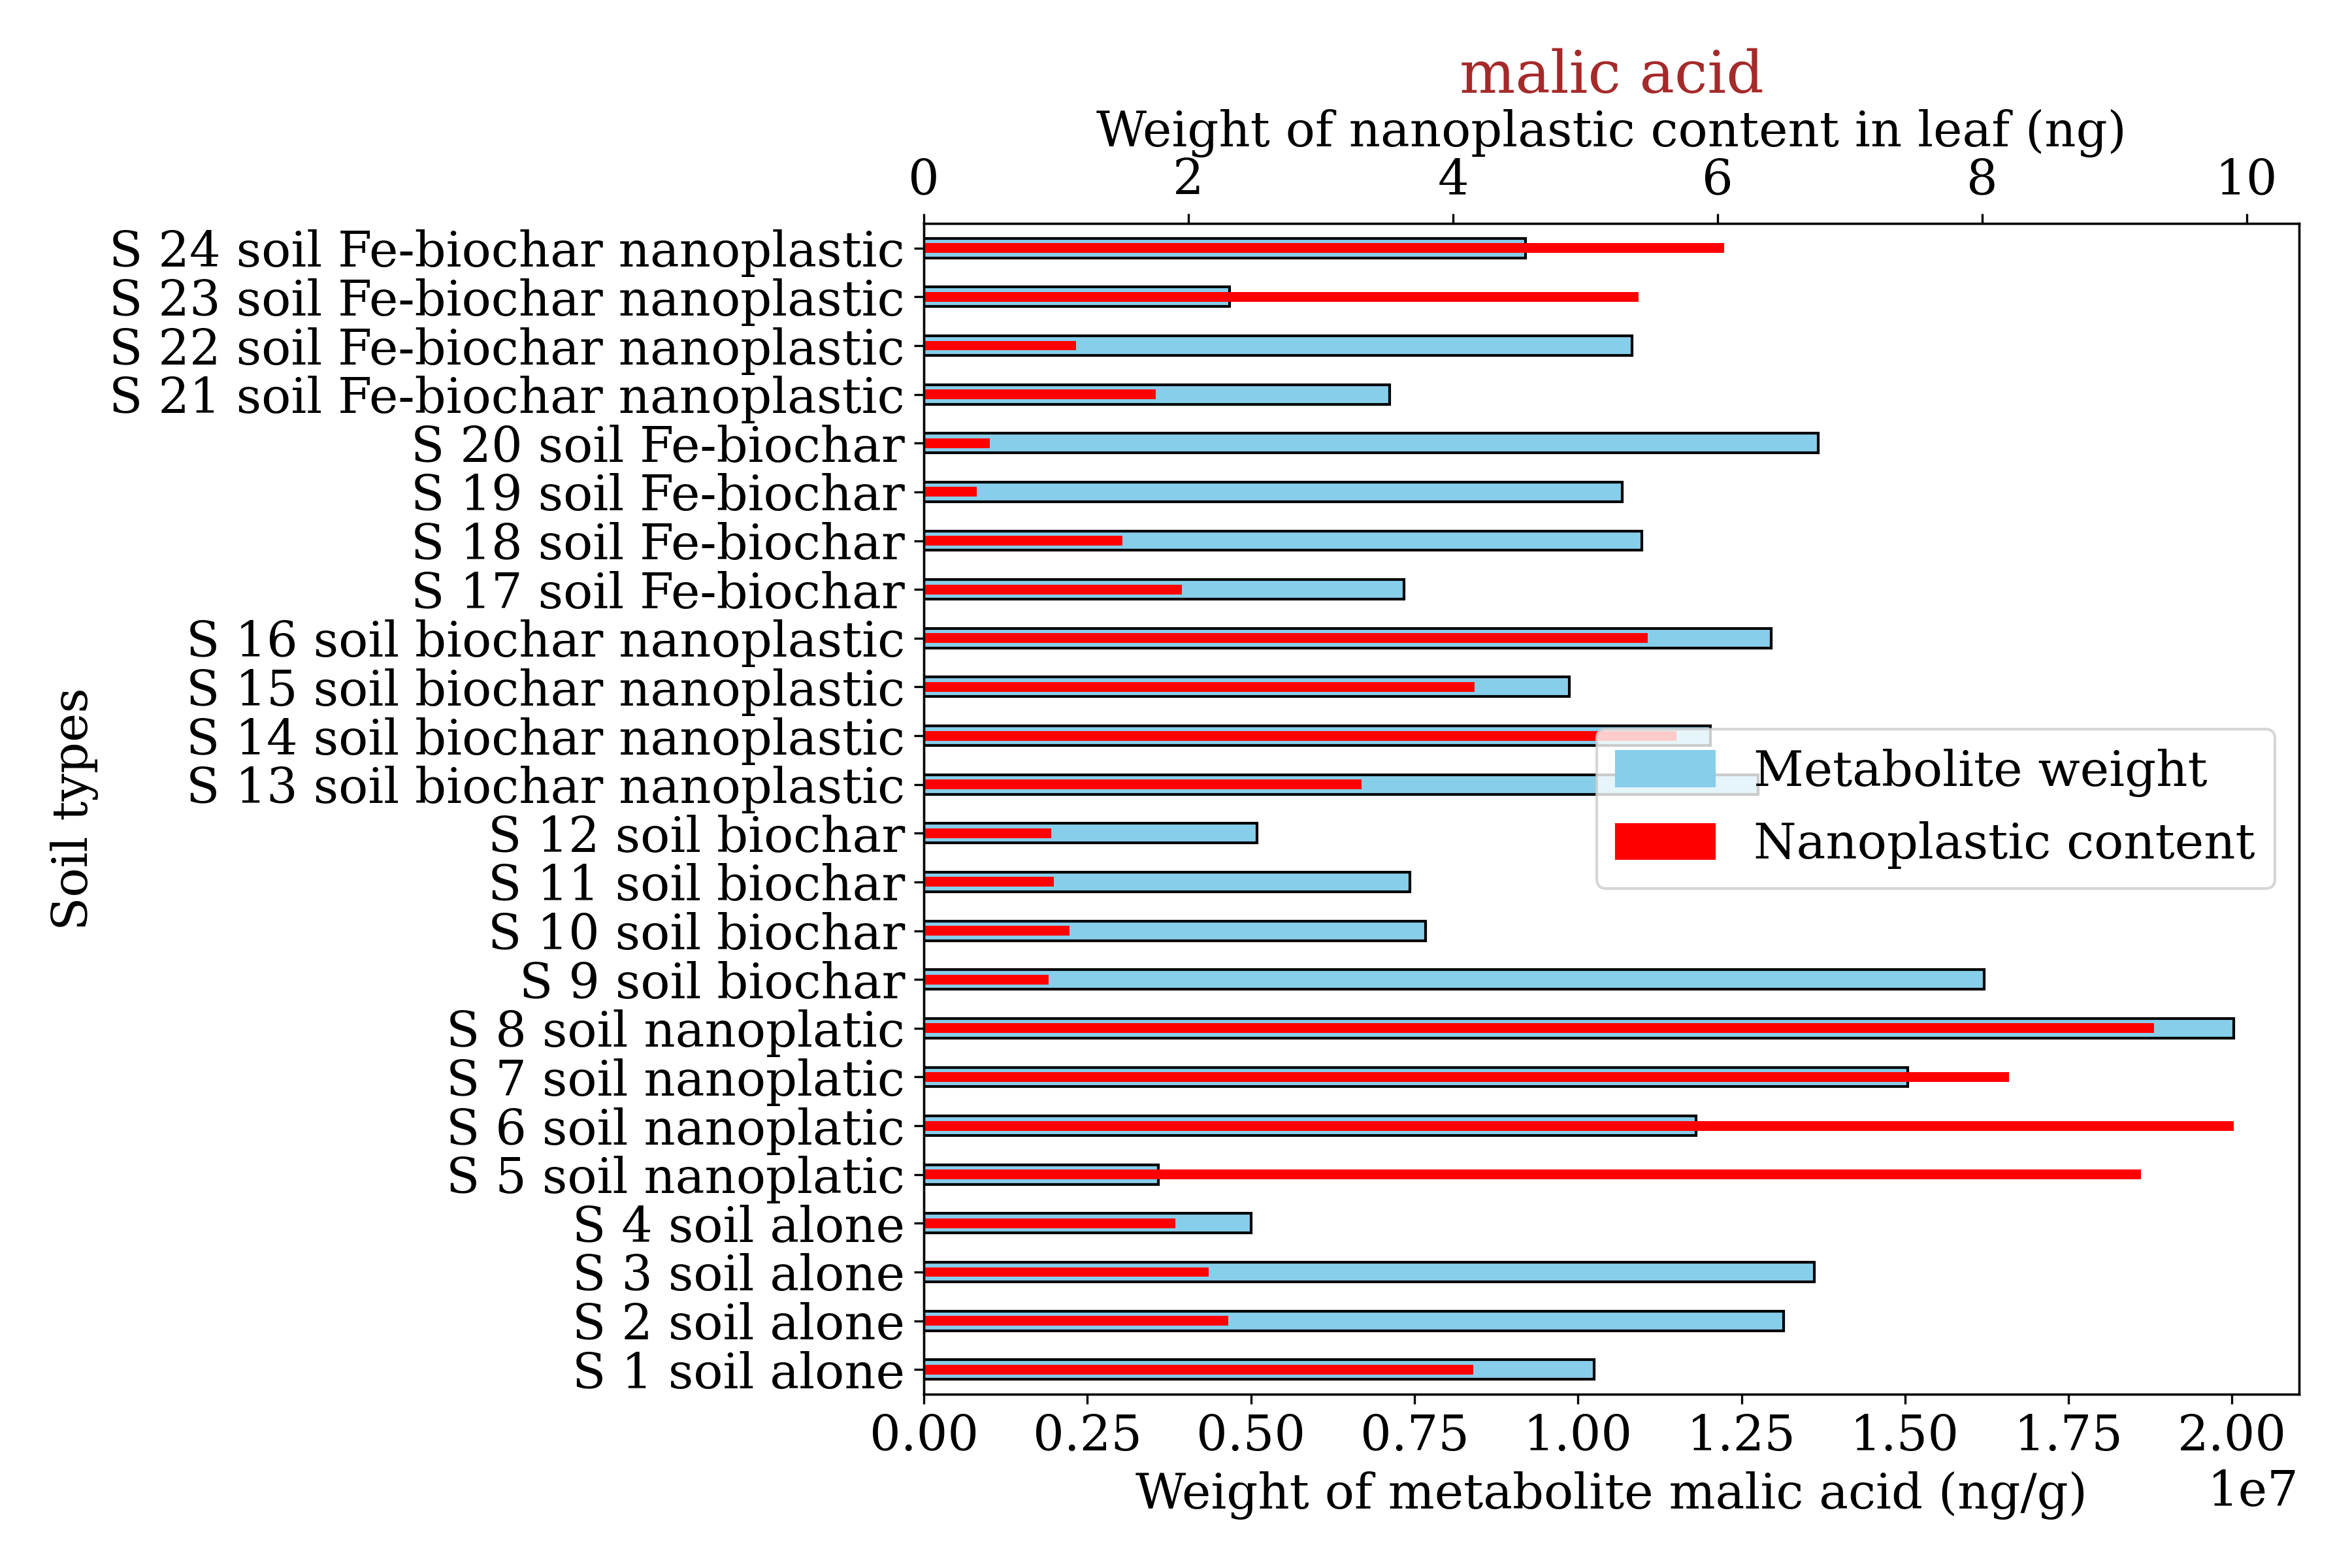 malic acid
Weight of nanoplastic content in leaf (ng)
0 2 4 6 8 10
S 24 soil Fe-biochar nanoplastic
S 23 soil Fe-biochar nanoplastic
S 22 soil Fe-biochar nanoplastic
S 21 soil Fe-biochar nanoplastic
S 20 soil Fe-biochar
S 19 soil Fe-biochar
S 18 soil Fe-biochar
S 17 soil Fe-biochar
S 16 soil biochar nanoplastic
S 15 soil biochar nanoplastic
S 14 soil biochar nanoplastic
S 13 soil biochar nanoplastic
S 12 soil biochar
S 11 soil biochar
S 10 soil biochar
S 9 soil biochar
S 8 soil nanoplatic
S 7 soil nanoplatic
S 6 soil nanoplatic
S 5 soil nanoplatic
S 4 soil alone
S 3 soil alone
S 2 soil alone
S 1 soil alone
Soil types
Metabolite weight
Nanoplastic content
0.00 0.25 0.50 0.75 1.00 1.25 1.50 1.75 2.00
Weight of metabolite malic acid (ng/g)
1e7